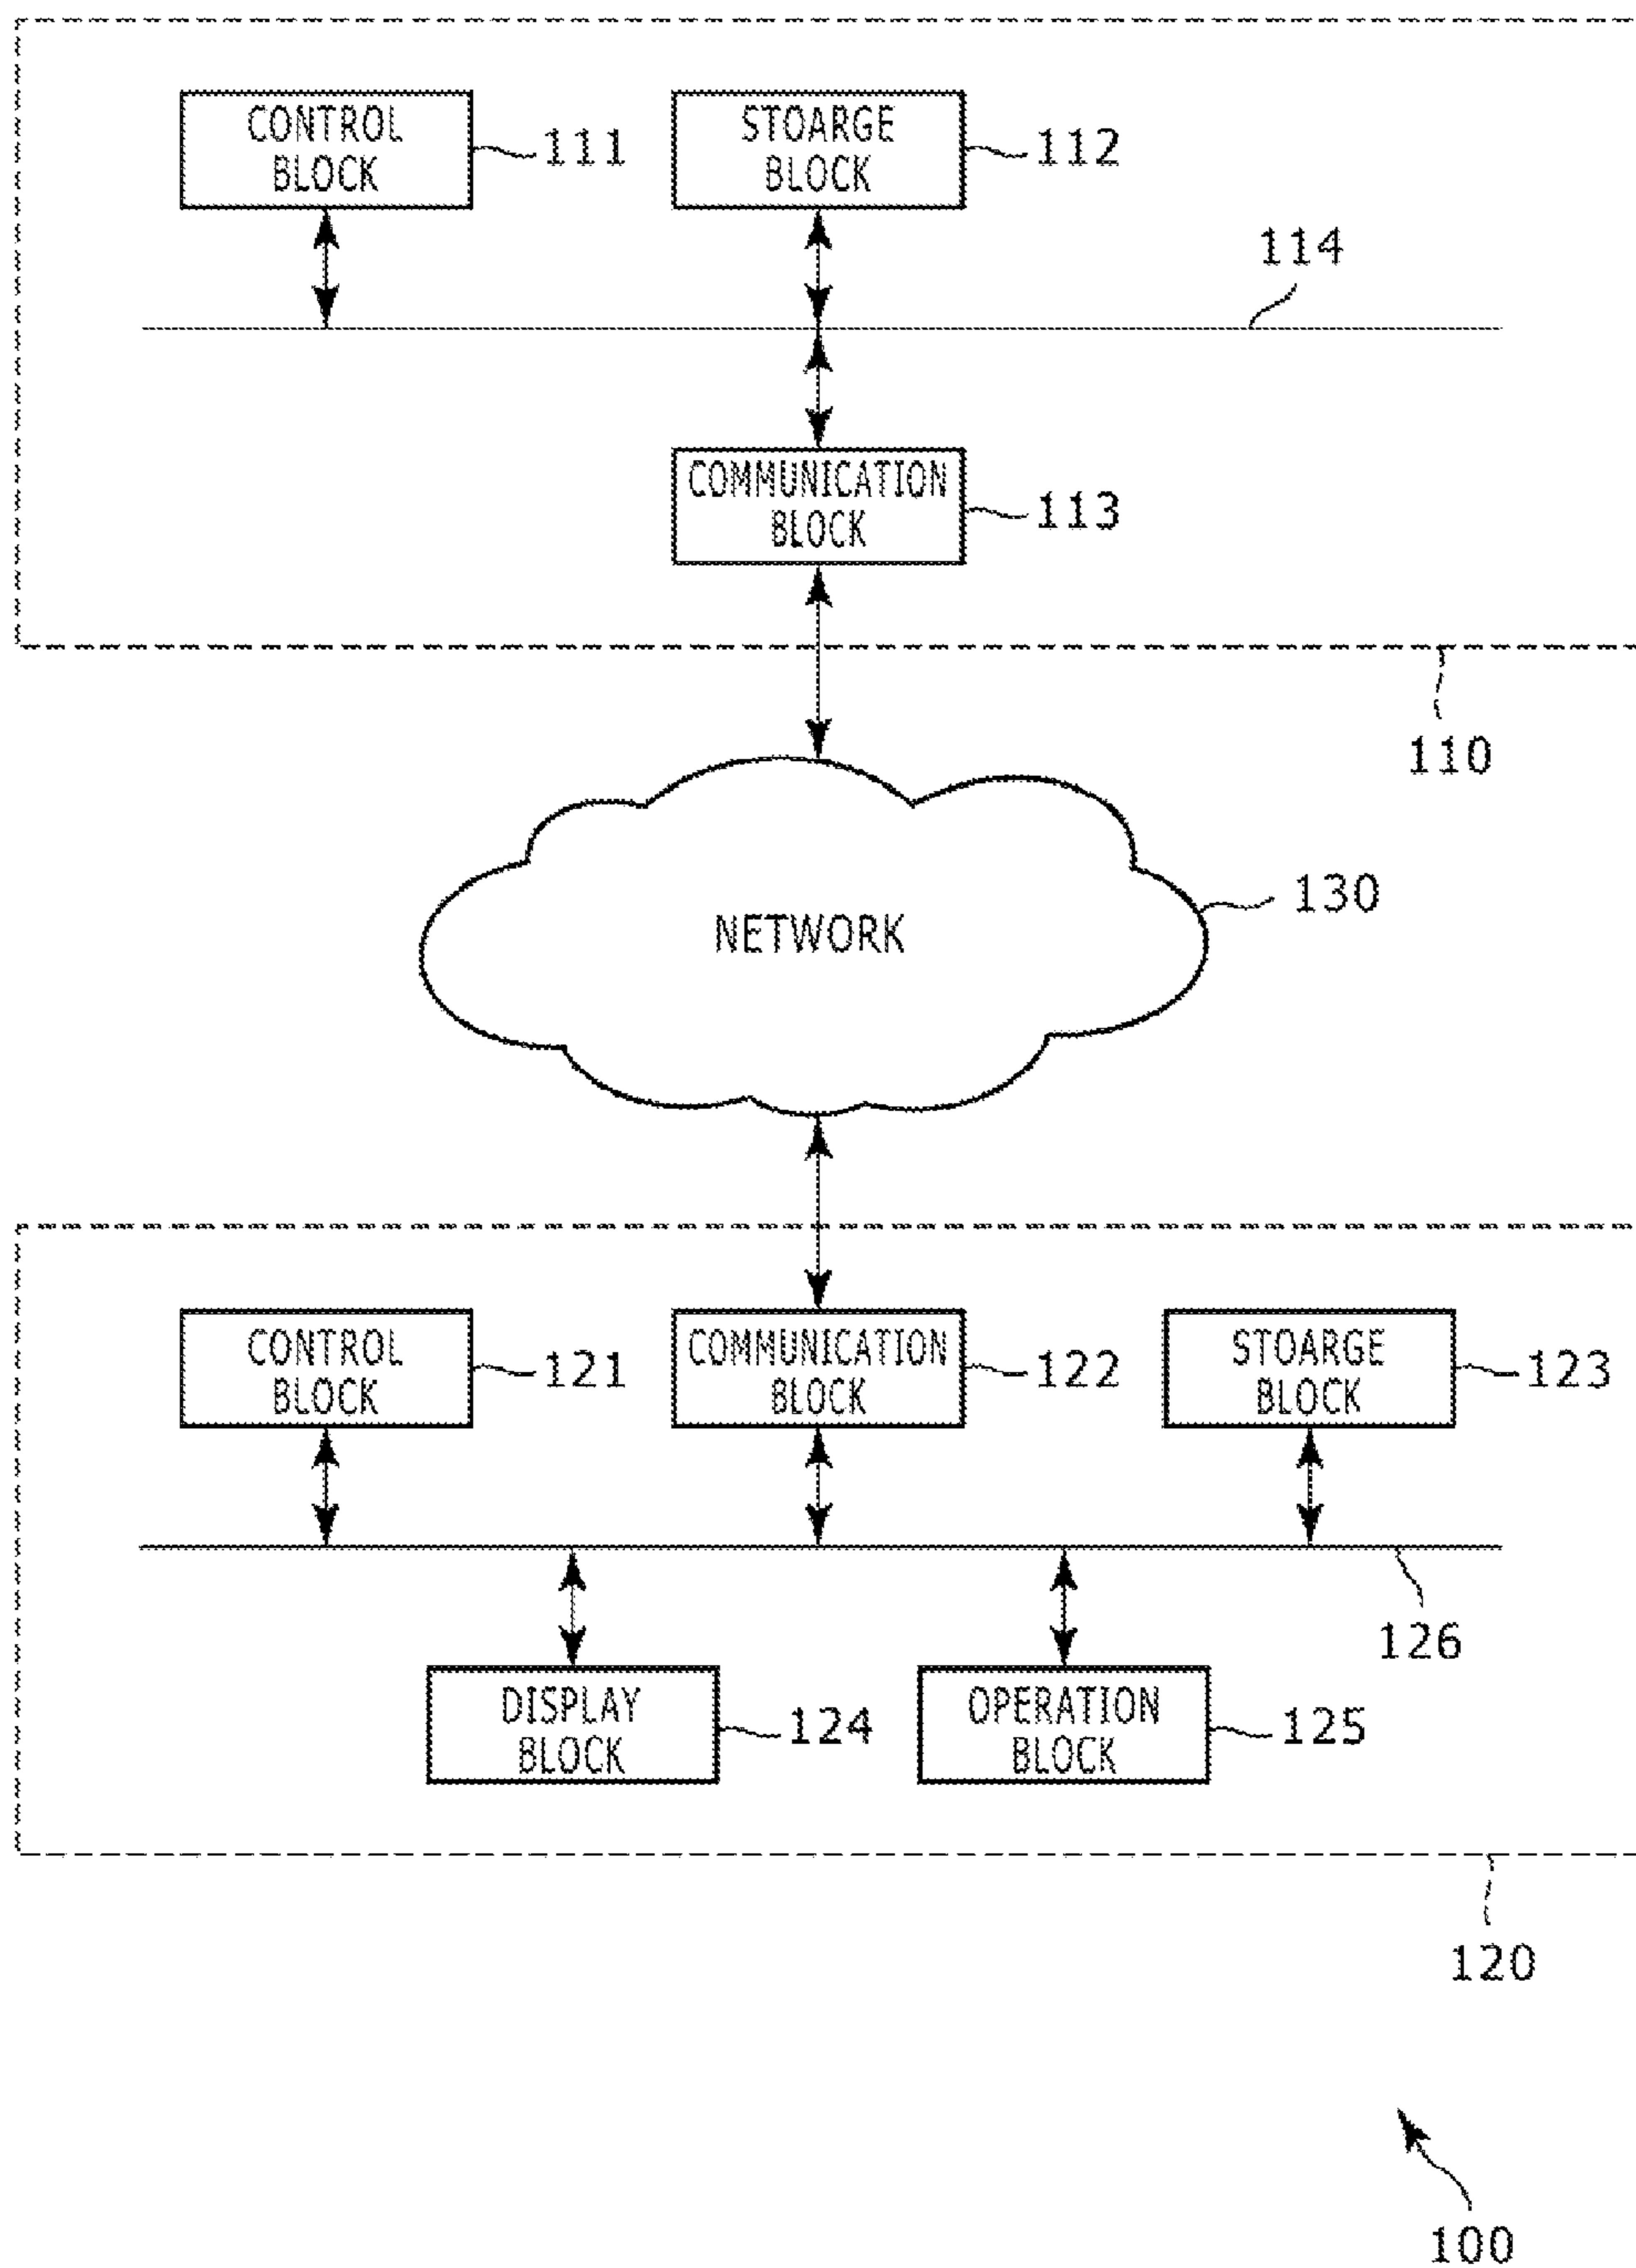 CONTROL
BLOCK
111
STOARGE
BLOCK
112
114
COMMUNICATION
BLOCK
113
110
NETWORK
130
CONTROL
BLOCK
121
COMMUNICATION
BLOCK
122
STOARGE
BLOCK
123
126
DISPLAY
BLOCK
124
OPERATION
BLOCK
125
120
100